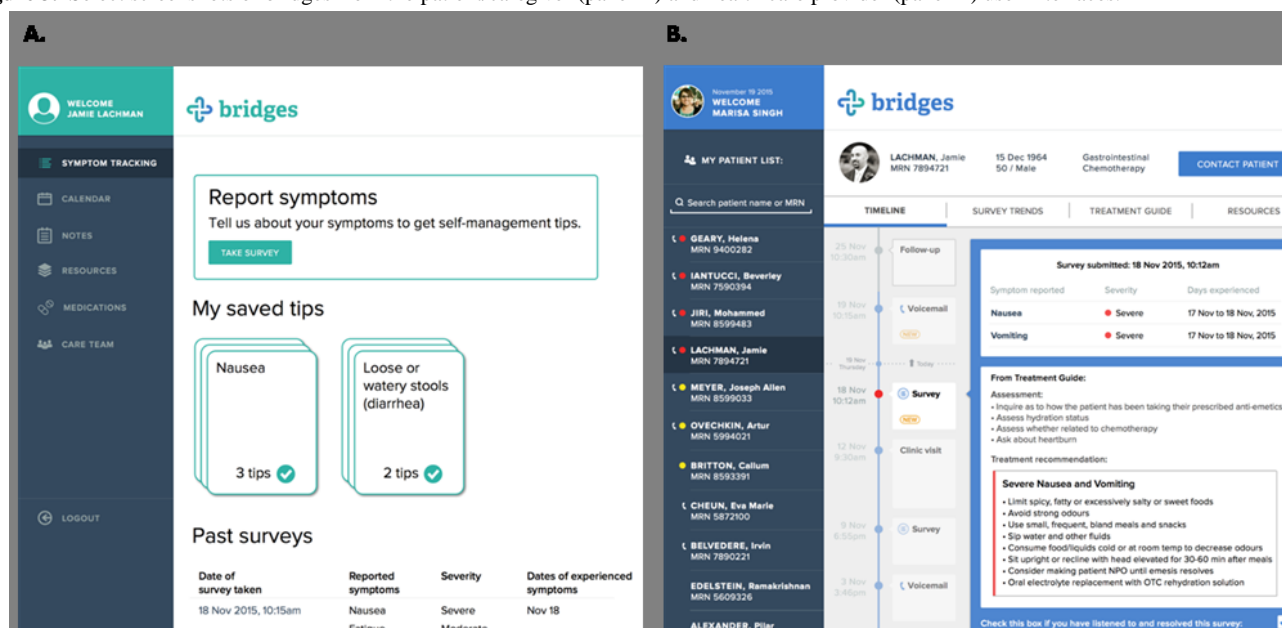 A.
WELCOME
JAMIE LACHMAN
bridges
SYMPTOM TRACKING
CALENDAR
NOTES
RESOURCES
MEDICATIONS
CARE TEAM
LOGOUT
Report symptoms
Tell us about your symptoms to get self-management tips.
TAKE SURVEY
My saved tips
Nausea
3 tips
Loose or
watery stools
(diarrhea)
2 tips
Past surveys
Date of
survey taken
Reported
symptoms
Severity
Dates of experienced
symptoms
18 Nov 2015, 10:15am
Nausea
Severe
Nov 18
B.
November 19 2015
WELCOME
MARISA SINGH
bridges
MY PATIENT LIST:
Search patient name or MRN
GEARY, Helena
MRN 9400282
IANTUCCI, Beverley
MRN 7590394
JIRI, Mohammed
MRN 8599483
LACHMAN, Jamie
MRN 7894721
MEYER, Joseph Allen
MRN 8599033
OVECHKIN, Artur
MRN 5994021
BRITTON, Callum
MRN 8593391
CHEUN, Eva Marie
MRN 5872100
BELVEDERE, Irvin
MRN 7890221
EDELSTEIN, Ramakrishnan
MRN 5609326
ALEXANDER, Pilar
LACHMAN, Jamie
MRN 7894721
15 Dec 1964
50 / Male
Gastrointestinal
Chemotherapy
CONTACT PATIENT
TIMELINE
SURVEY TRENDS
TREATMENT GUIDE
RESOURCES
25 Nov
10:30am
Follow-up
19 Nov
10:15am
Voicemail
NEW
19 Nov
Thursday
Today
18 Nov
10:12am
Survey
NEW
12 Nov
9:30am
Clinic visit
9 Nov
6:55pm
Survey
3 Nov
3:46pm
Voicemail
Survey submitted: 18 Nov 2015, 10:12am
Symptom reported
Severity
Days experienced
Nausea
Severe
17 Nov to 18 Nov, 2015
Vomiting
Severe
17 Nov to 18 Nov, 2015
From Treatment Guide:
Assessment:
• Inquire as to how the patient has been taking their prescribed anti-emetics
• Assess hydration status
• Assess whether related to chemotherapy
• Ask about heartburn
Treatment recommendation:
Severe Nausea and Vomiting
• Limit spicy, fatty or excessively salty or sweet foods
• Avoid strong odours
• Use small, frequent, bland meals and snacks
• Sip water and other fluids
• Consume food/liquids cold or at room temp to decrease odours
• Sit upright or recline with head elevated for 30-60 min after meals
• Consider making patient NPO until emesis resolves
• Oral electrolyte replacement with OTC rehydration solution
Check this box if you have listened to and resolved this survey: